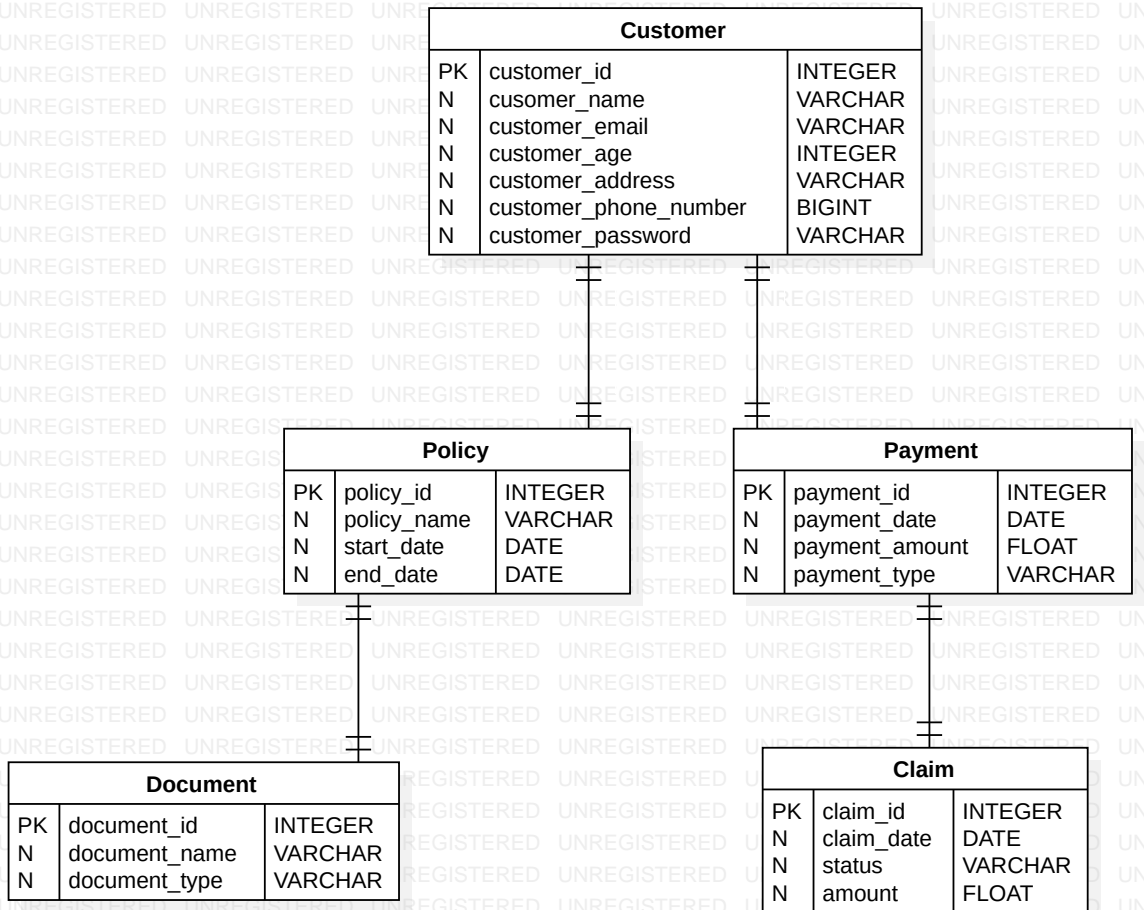 Customer
PK customer_id INTEGER
N cusomer_name VARCHAR
N customer_email VARCHAR
N customer_age INTEGER
N customer_address VARCHAR
N customer_phone_number BIGINT
N customer_password VARCHAR
Policy
PK policy_id INTEGER
N policy_name VARCHAR
N start_date DATE
N end_date DATE
Payment
PK payment_id INTEGER
N payment_date DATE
N payment_amount FLOAT
N payment_type VARCHAR
Document
PK document_id INTEGER
N document_name VARCHAR
N document_type VARCHAR
Claim
PK claim_id INTEGER
N claim_date DATE
N status VARCHAR
N amount FLOAT
UNREGISTERED